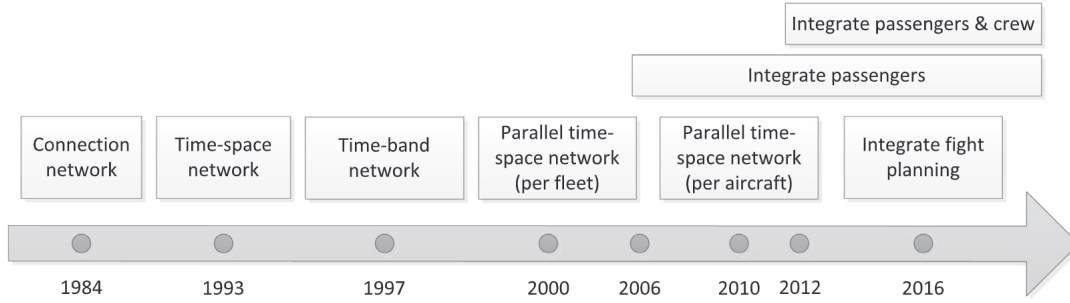 Integrate passengers & crew
Integrate passengers
Connection
network
Time-space
network
Time-band
network
Parallel time-
space network
(per fleet)
Parallel time-
space network
(per aircraft)
Integrate fight
planning
1984
1993
1997
2000
2006
2010
2012
2016